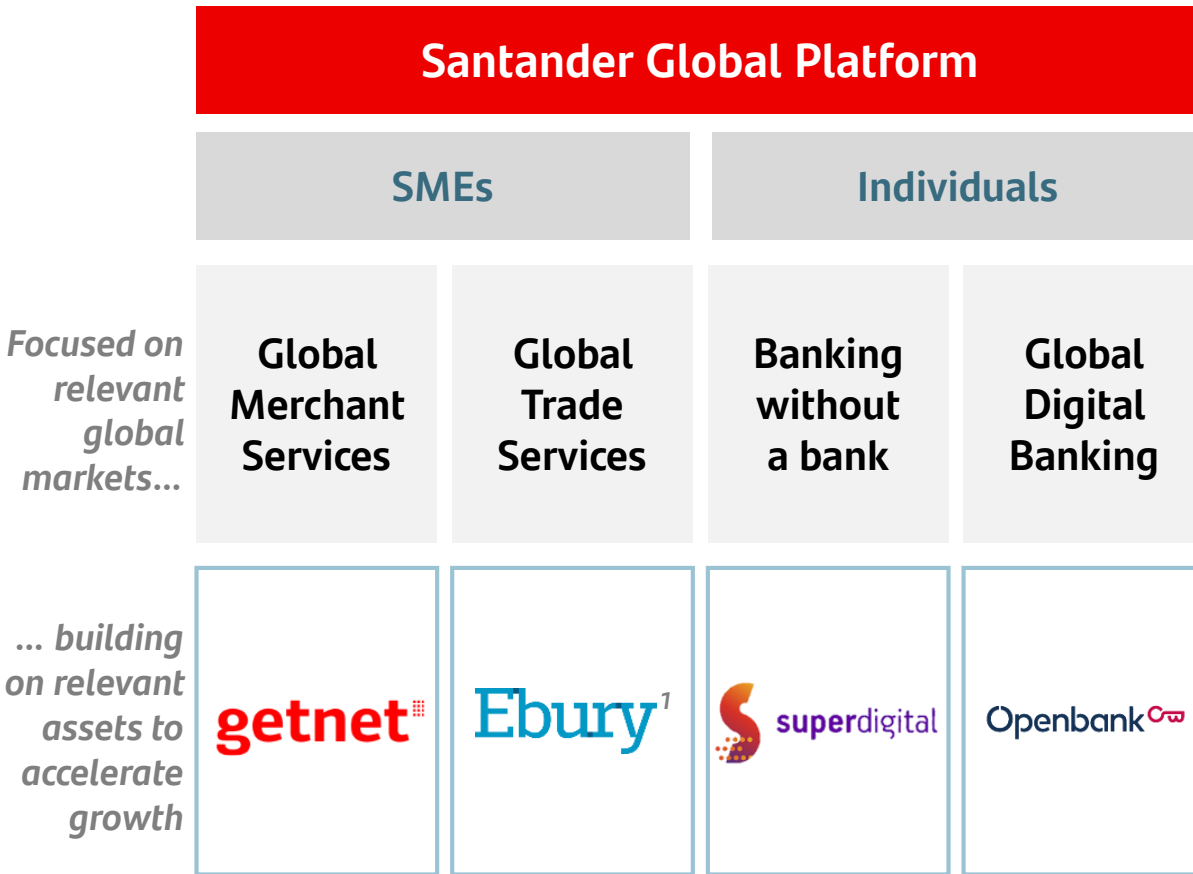 Santander Global Platform
SMEs
Individuals
Focused on
relevant
global
markets...
Global
Merchant
Services
Global
Trade
Services
Banking
without
a bank
Global
Digital
Banking
... building
on relevant
assets to
accelerate
growth
getnet
Ebury1
superdigital
Openbank